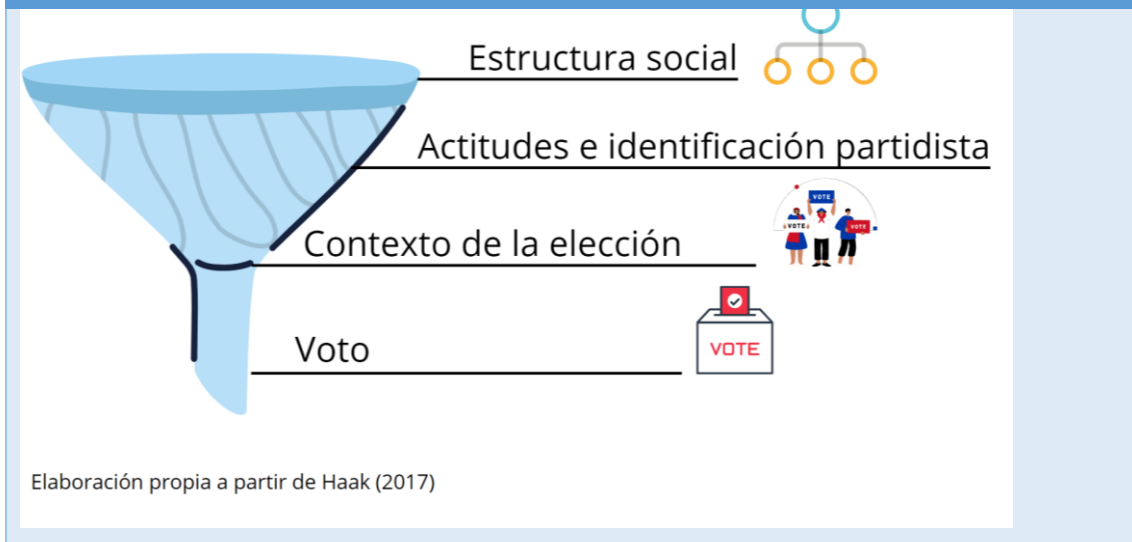 Estructura social
Actitudes e identificación partidista
VOTE
VOTE
VOTE
Contexto de la elección
Voto
VOTE
Elaboración propia a partir de Haak (2017)